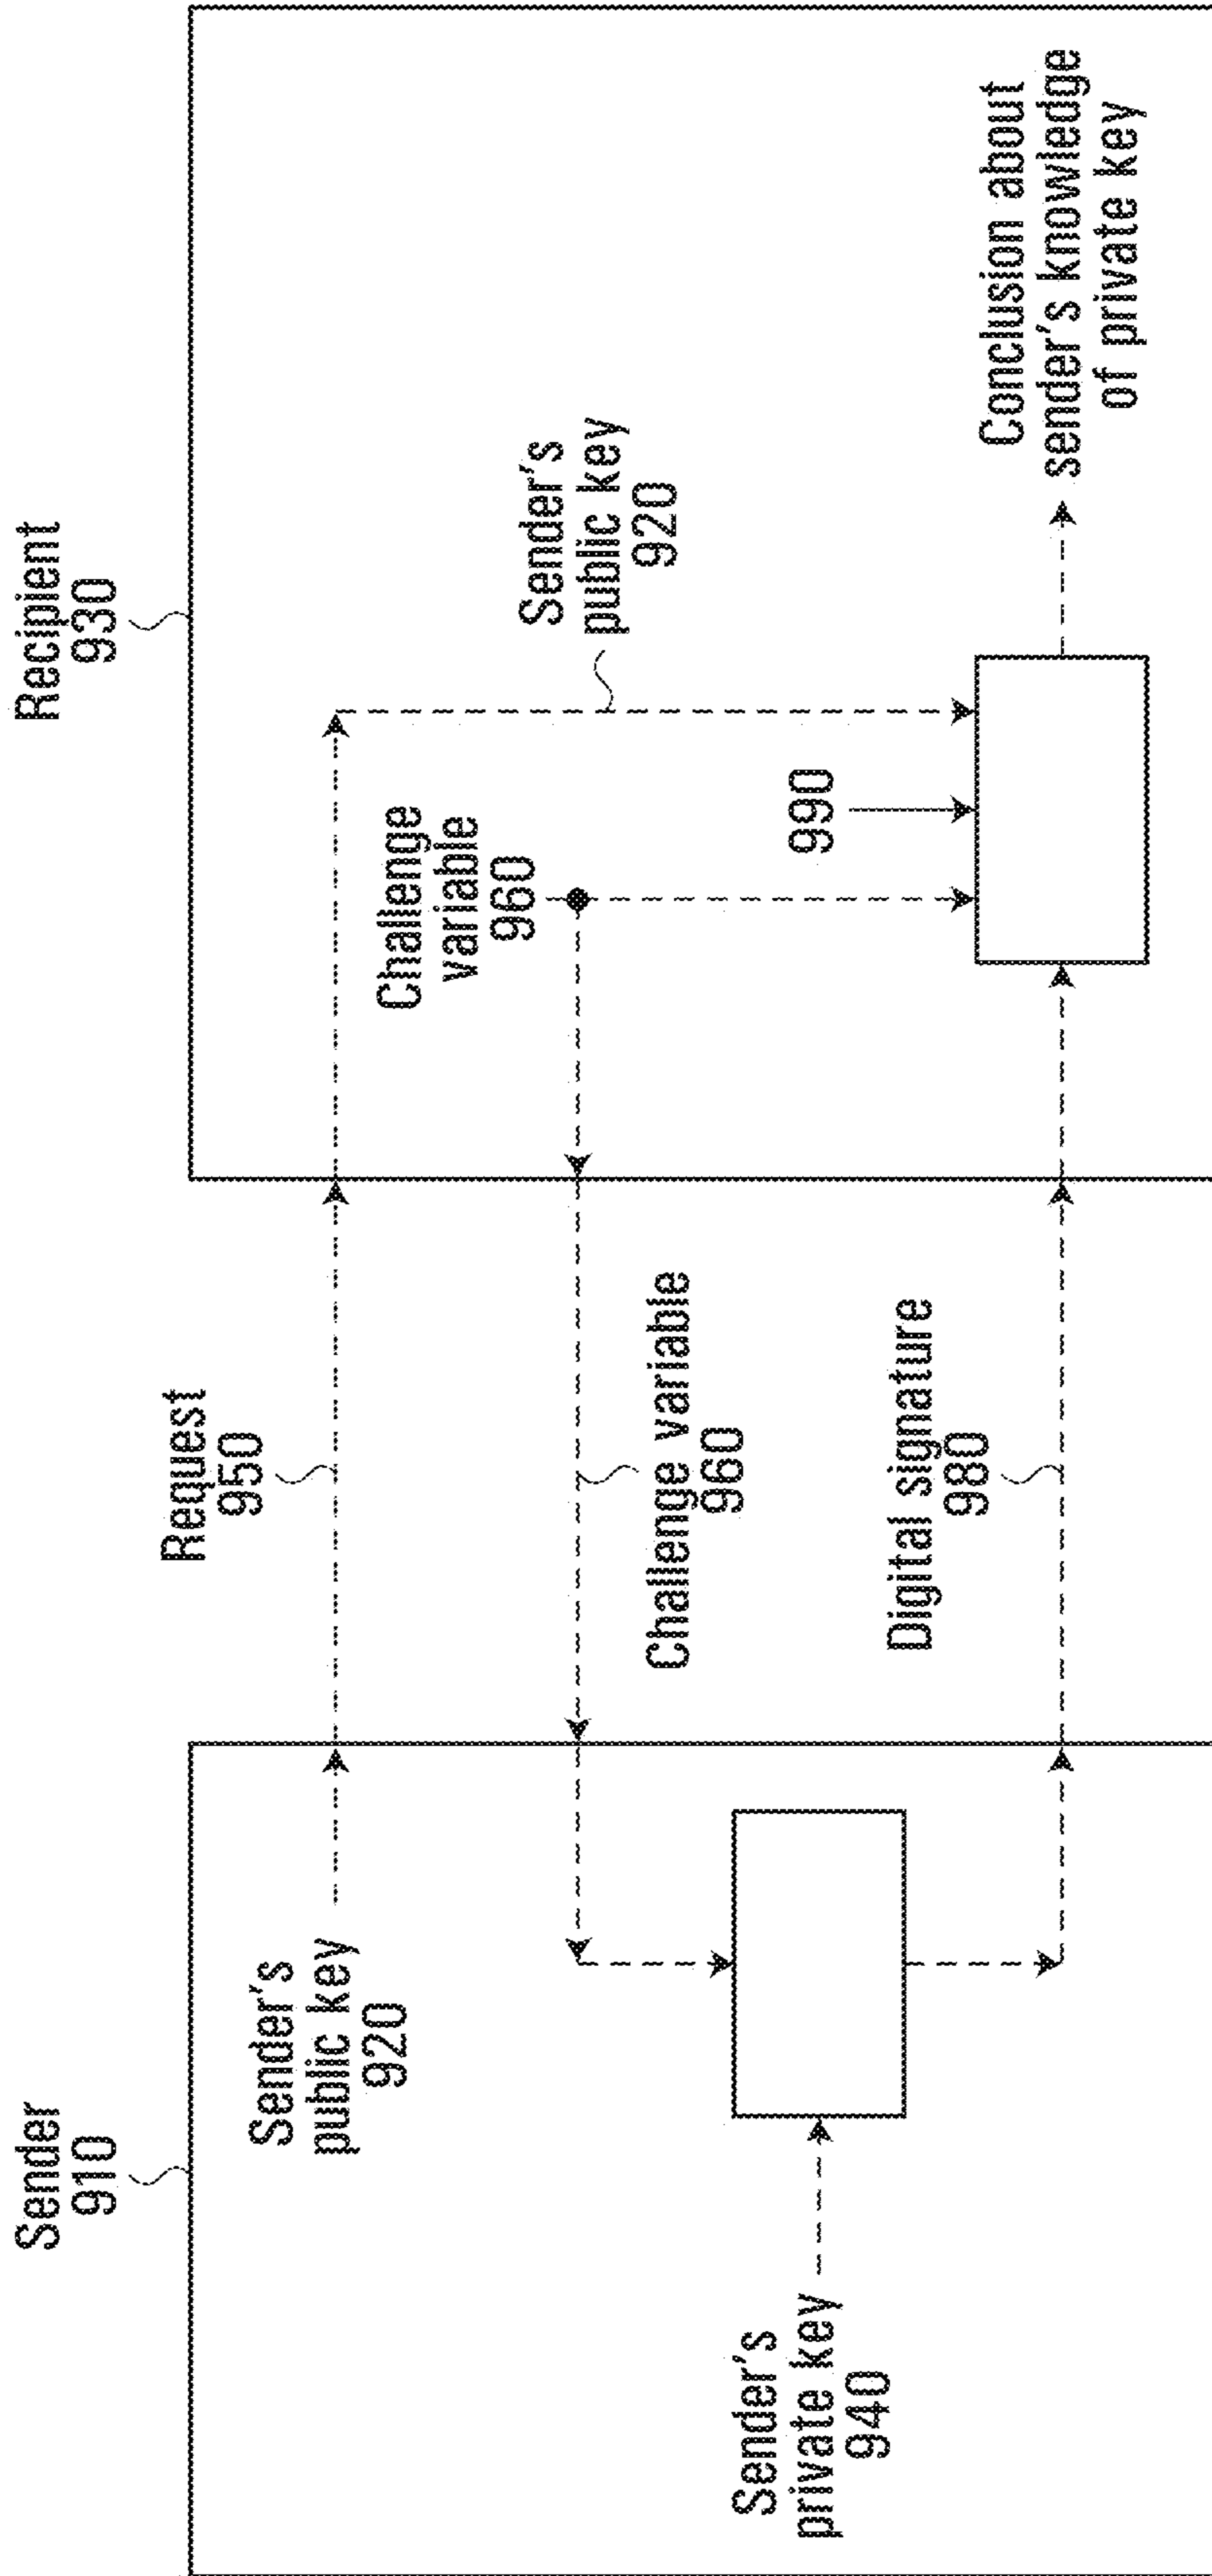 Sender
910
Sender's
public key
920
Sender's
private key
940
Request
950
Challenge variable
960
Digital signature
980
Recipient
930
Challenge
variable
960
Sender's
public key
920
990
Conclusion about
sender's knowledge
of private key